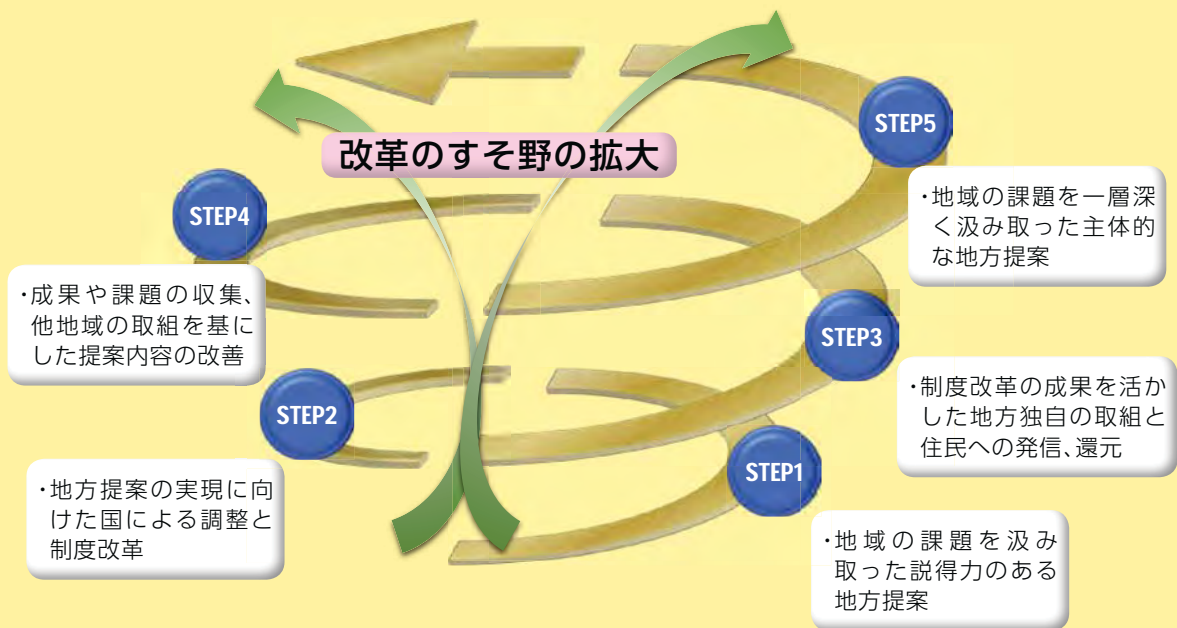 改革のすそ野の拡大
STEP5
・地域の課題を一層深
く汲み取った主体的
な地方提案
STEP4
・成果や課題の収集、
他地域の取組を基に
した提案内容の改善
STEP3
・制度改革の成果を活か
した地方独自の取組と
住民への発信、還元
STEP2
・地方提案の実現に向
けた国による調整と
制度改革
STEP1
・地域の課題を汲み
取った説得力のある
地方提案